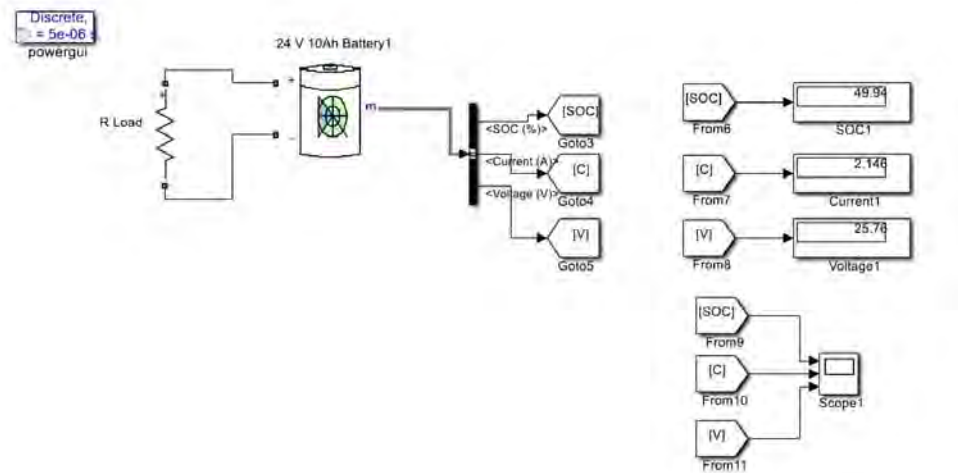 Discrete,
= 5e-06 s.
powergui
24 V 10Ah Battery1
+
m
-
+
R Load
<SOC (%)>
<Current (A)>
<Voltage (V)>
[SOC]
Goto3
[C]
Goto4
[V]
Goto5
[SOC]
From6
49.94
SOC1
[C]
From7
2.146
Current1
[V]
From8
25.76
Voltage1
[SOC]
From9
[C]
From10
[V]
From11
Scope1